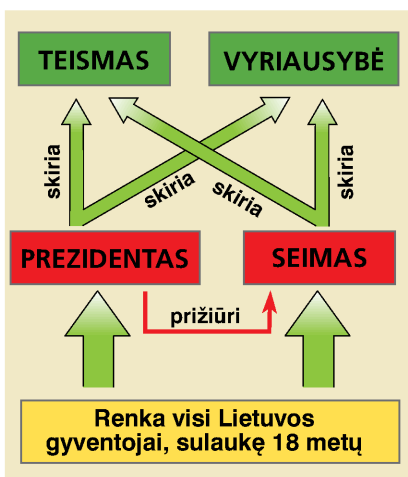 TEISMAS
VYRIAUSYBĖ
skiria
skiria
skiria
skiria
PREZIDENTAS
SEIMAS
prižiūri
Renka visi Lietuvos
gyventojai, sulaukę 18 metų